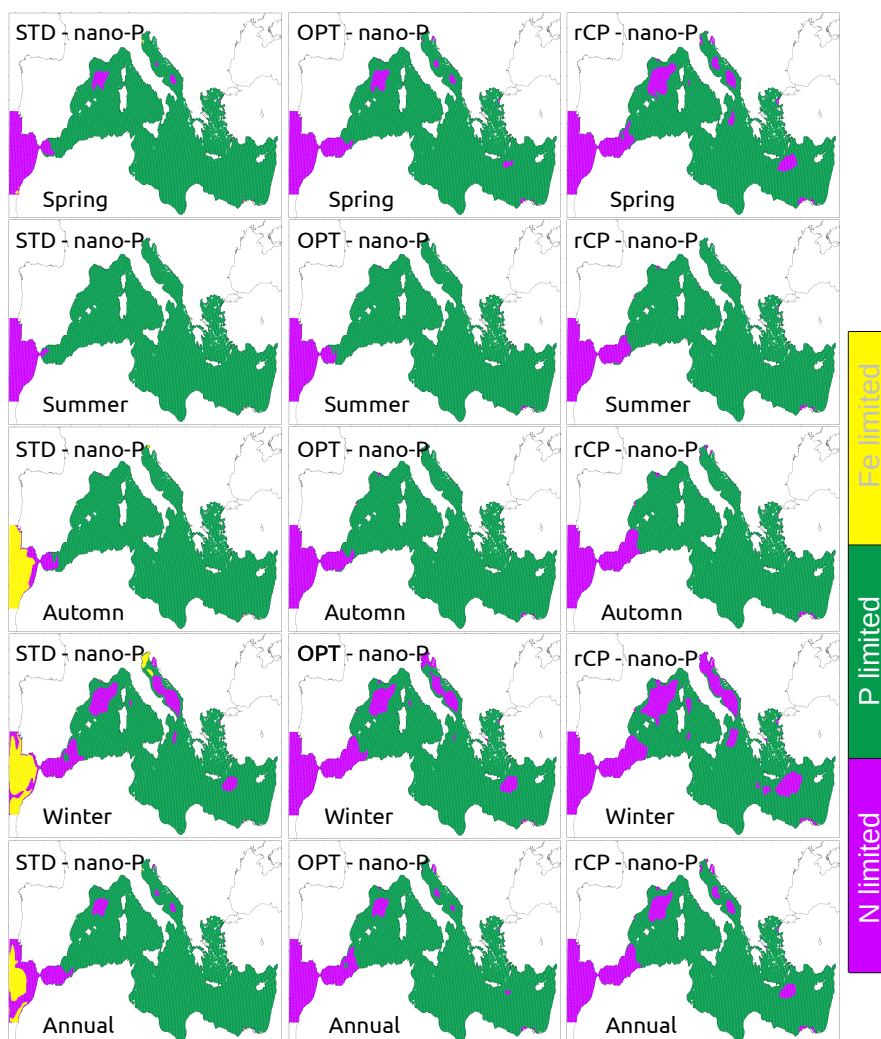 STD - nano-P
OPT - nano-P
rCP - nano-P
Spring
Spring
Spring
STD - nano-P
OPT - nano-P
rCP - nano-P
Summer
Summer
Summer
STD - nano-P
OPT - nano-P
rCP - nano-P
Automn
Automn
Automn
STD - nano-P
OPT - nano-P
rCP - nano-P
Winter
Winter
Winter
STD - nano-P
OPT - nano-P
rCP - nano-P
Annual
Annual
Annual
Fe limited
P limited
N limited